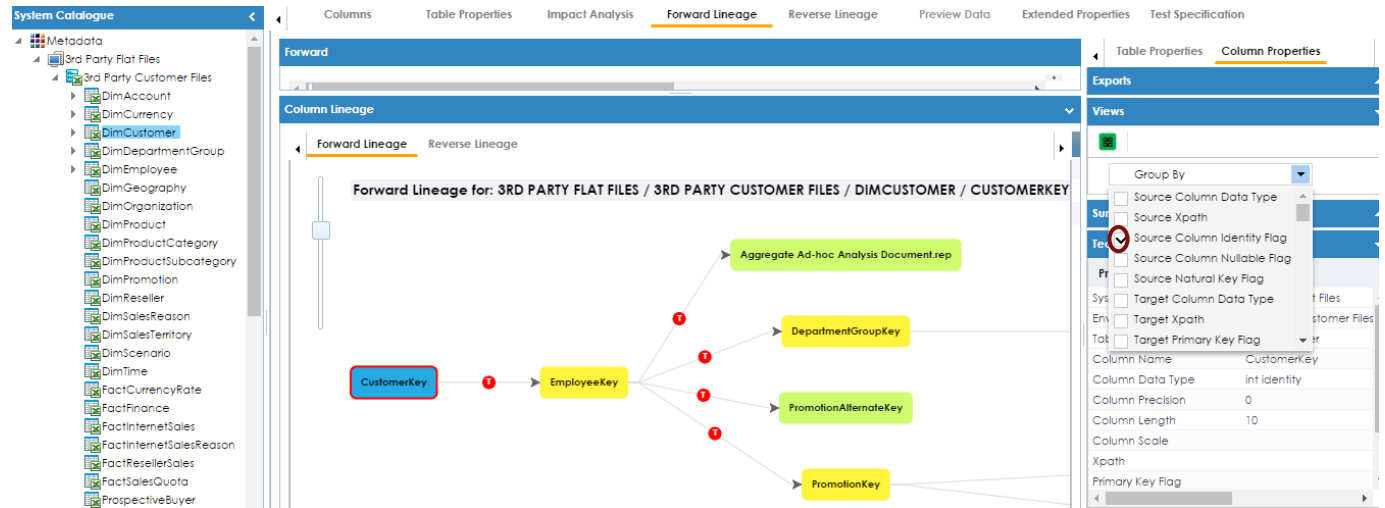 System Catalogue
Columns Table Properties Impact Analysis Forward Lineage Reverse Lineage Preview Data Extended Properties Test Specification
Metadata
3rd Party Flat Files
3rd Party Customer Files
DimAccount
DimCurrency
DimCustomer
DimDepartmentGroup
DimEmployee
DimGeography
DimOrganization
DimProduct
DimProductCategory
DimProductSubcategory
DimPromotion
DimReseller
DimSalesReason
DimSalesTerritory
DimScenario
DimTime
FactCurrencyRate
FactFinance
FactInternetSales
FactInternetSalesReason
FactResellerSales
FactSalesQuota
ProspectiveBuyer
Forward
Column Lineage
Forward Lineage Reverse Lineage
Forward Lineage for: 3RD PARTY FLAT FILES / 3RD PARTY CUSTOMER FILES / DIMCUSTOMER / CUSTOMERKEY
Aggregate Ad-hoc Analysis Document.rep
T
DepartmentGroupKey
T
CustomerKey
T
EmployeeKey
T
PromotionAlternateKey
T
PromotionKey
Table Properties Column Properties
Exports
Views
Group By
Source Column Data Type
Source Xpath
Source Column Identity Flag
Source Column Nullable Flag
Source Natural Key Flag
Target Column Data Type
Target Xpath
Target Primary Key Flag
Column Name CustomerKey
Column Data Type int identity
Column Precision 0
Column Length 10
Column Scale
Xpath
Primary Key Flag